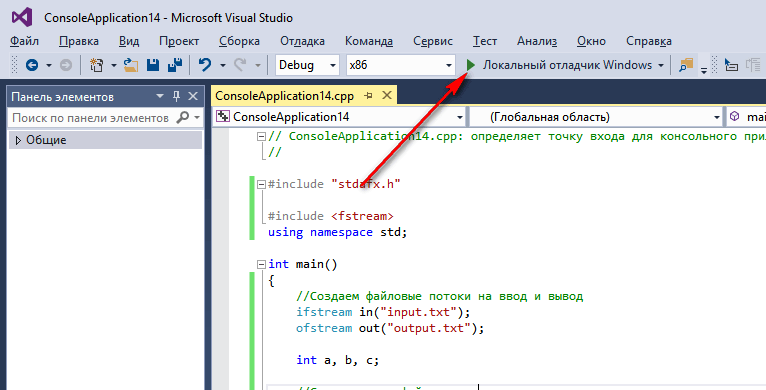 ConsoleApplication14 - Microsoft Visual Studio
Файл Правка Вид Проект Сборка Отладка Команда Сервис Тест Анализ Окно Справка
Debug x86 Локальный отладчик Windows
Панель элементов
Поиск по панели элементов
Общие
ConsoleApplication14.cpp
ConsoleApplication14 (Глобальная область)
// ConsoleApplication14.cpp: определяет точку входа для консольного
//
#include "stdafx.h"
#include <fstream>
using namespace std;
int main()
{
//Создаем файловые потоки на ввод и вывод
ifstream in("input.txt");
ofstream out("output.txt");
int a, b, c;